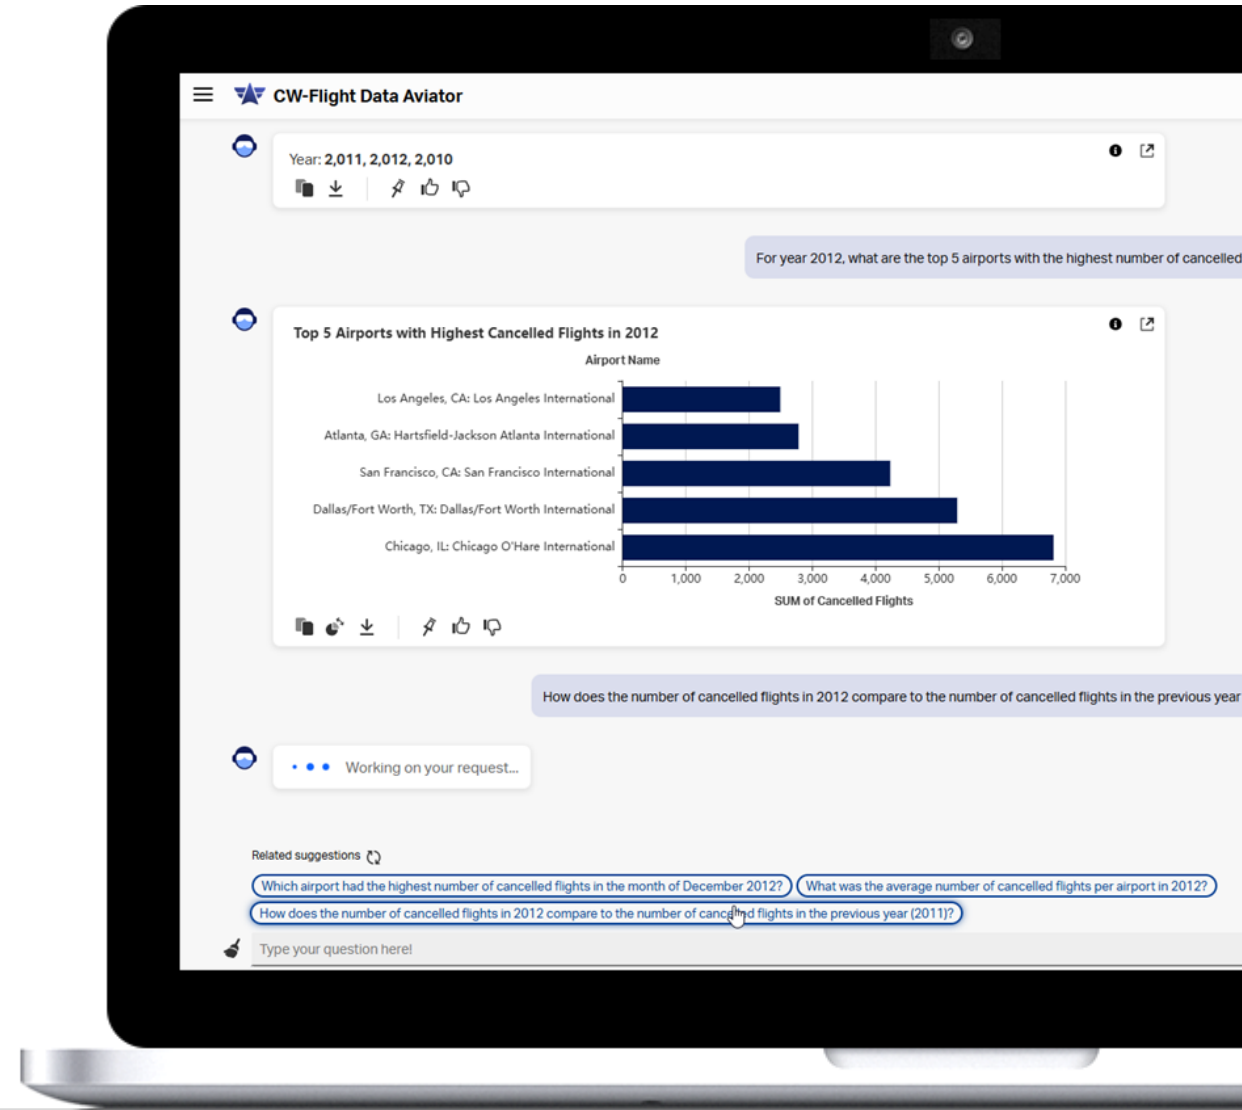 CW-Flight Data Aviator
Year: 2,011, 2,012, 2,010
For year 2012, what are the top 5 airports with the highest number of cancelled
Top 5 Airports with Highest Cancelled Flights in 2012
Airport Name
Los Angeles, CA: Los Angeles International
Atlanta, GA: Hartsfield-Jackson Atlanta International
San Francisco, CA: San Francisco International
Dallas/Fort Worth, TX: Dallas/Fort Worth International
Chicago, IL: Chicago O'Hare International
0 1,000 2,000 3,000 4,000 5,000 6,000 7,000
SUM of Cancelled Flights
How does the number of cancelled flights in 2012 compare to the number of cancelled flights in the previous year
Working on your request...
Related suggestions
Which airport had the highest number of cancelled flights in the month of December 2012? What was the average number of cancelled flights per airport in 2012?
How does the number of cancelled flights in 2012 compare to the number of cancelled flights in the previous year (2011)?
Type your question here!